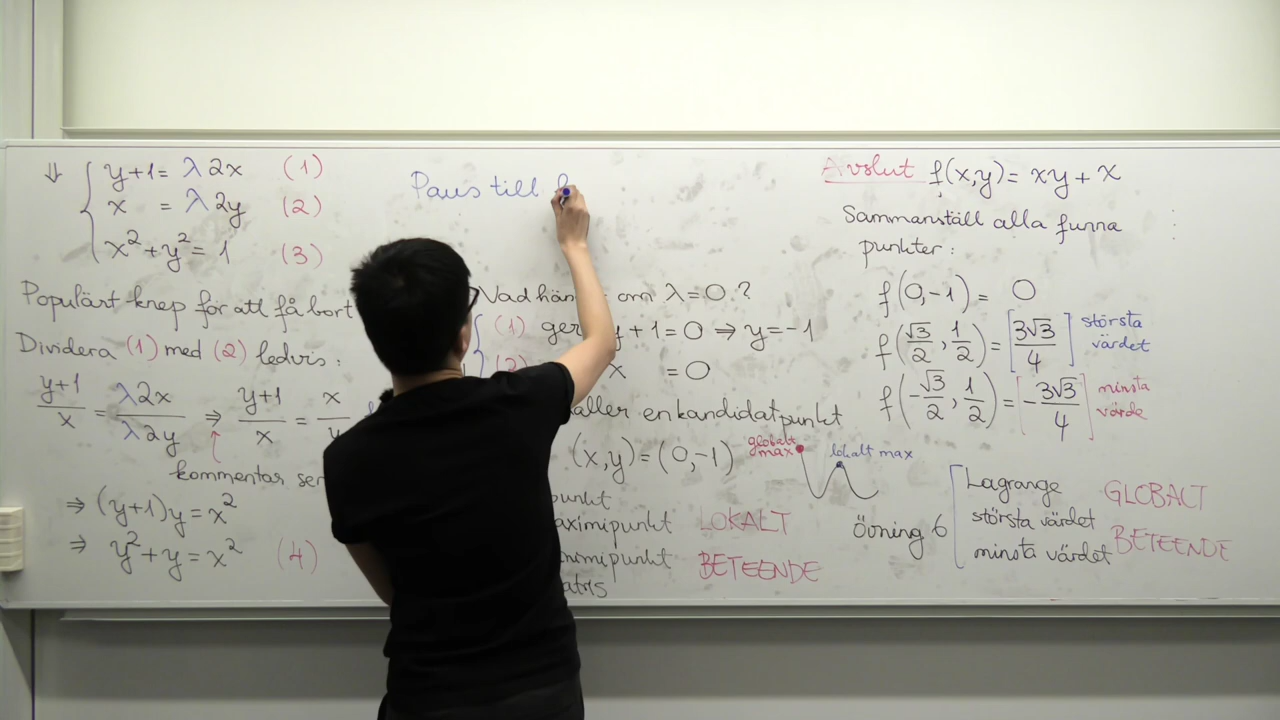 ⇓ { y+1 = λ2x (1)
x = λ2y (2)
x²+y² = 1 (3)
Populärt knep för att få bort
Dividera (1) med (2) ledvis:
(y+1)/x = λ2x/λ2y ⇒ (y+1)/x = x/y
kommentar
⇒ (y+1)y = x²
⇒ y²+y = x² (4)
Paus till
Vad om λ=0?
(1) ger y+1=0 ⇒ y=-1
(2) x =0
en kandidatpunkt
(x,y)=(0,-1)
globalt max
lokalt max
LOKALT
BETEENDE
Avslut f(x,y) = xy + x
Sammanställ alla funna
punkter:
f(0,-1) = 0
f(√3/2, 1/2) = [3√3/4] största värdet
f(-√3/2, 1/2) = [-3√3/4] minsta värde
övning 6 [ Lagrange
största värdet
minsta värdet
GLOBALT
BETEENDE